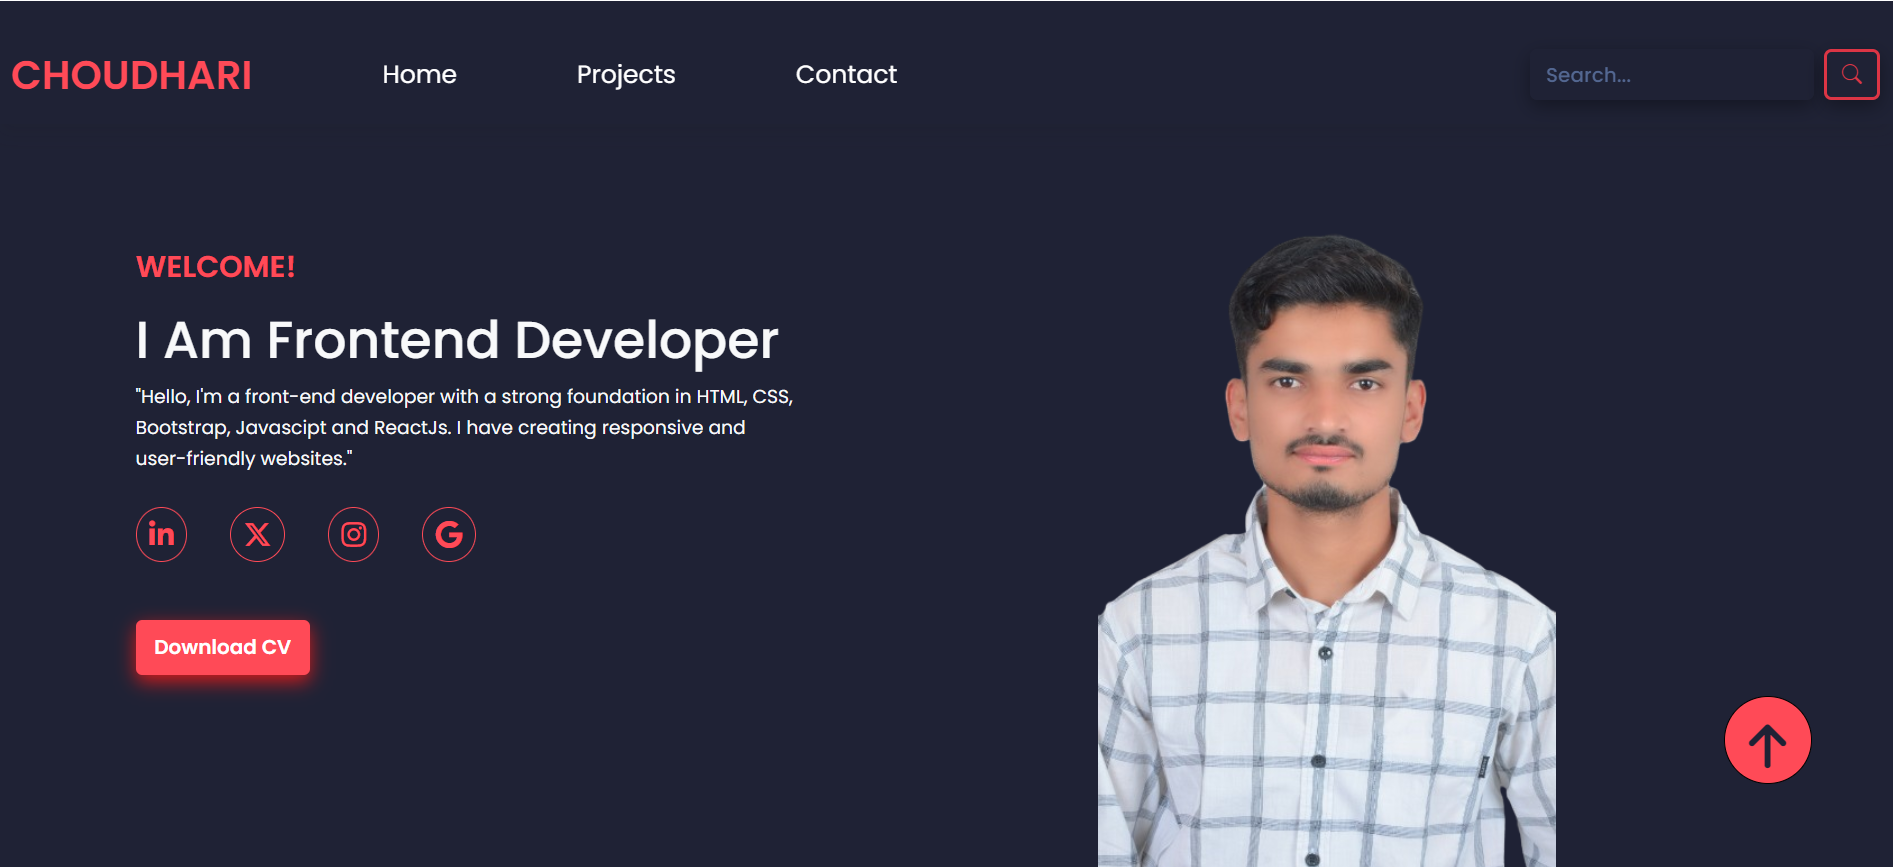 CHOUDHARI
Home
Projects
Contact
Search...
WELCOME!
I Am Frontend Developer
"Hello, I'm a front-end developer with a strong foundation in HTML, CSS,
Bootstrap, Javascipt and ReactJs. I have creating responsive and
user-friendly websites."
in
X
G
Download CV